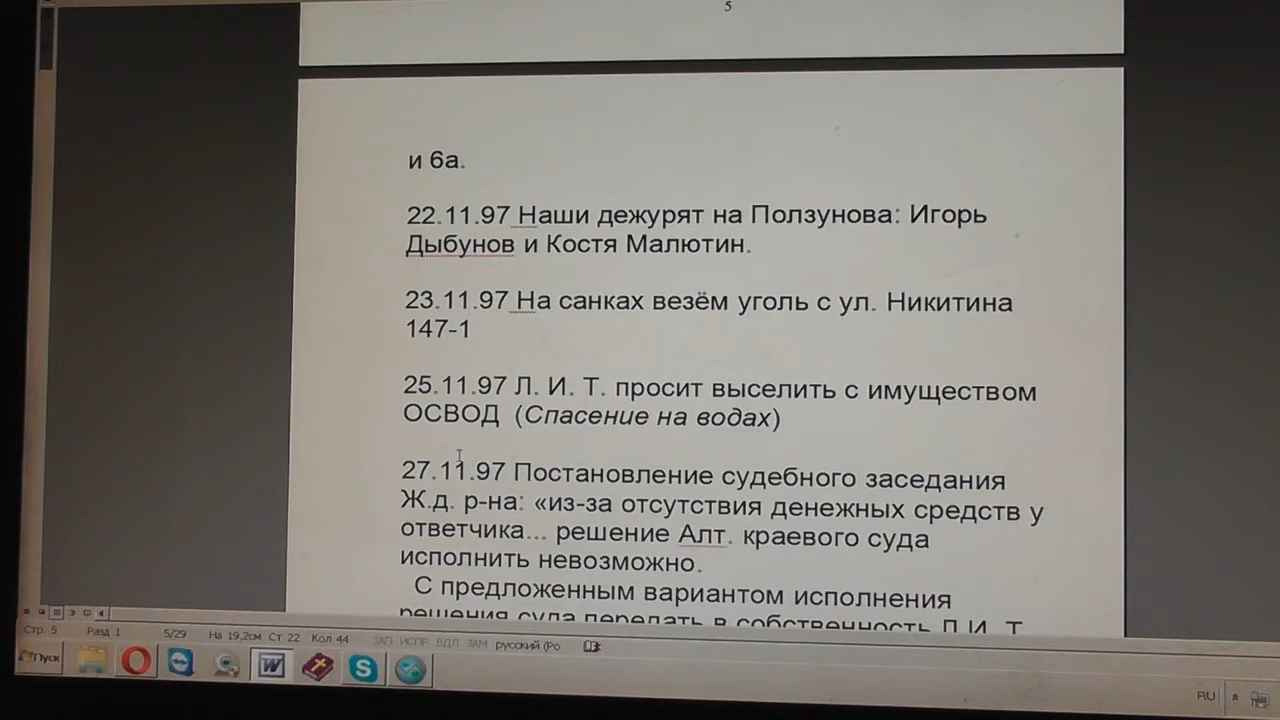 5
и 6а.
22.11.97 Наши дежурят на Ползунова: Игорь
Дыбунов и Костя Малютин.
23.11.97 На санках везём уголь с ул. Никитина
147-1
25.11.97 Л. И. Т. просит выселить с имуществом
ОСВОД (Спасение на водах)
27.11.97 Постановление судебного заседания
Ж.д. р-на: «из-за отсутствия денежных средств у
ответчика... решение Алт. краевого суда
исполнить невозможно.
С предложенным вариантом исполнения
решения суда передать в собственность Л.И. Т
Стр. 5 Разд 1 5/29 На 19,2см Ст 22 Кол 44 ЗАП ИСПР ВДЛ ЗАМ русский (Ро
Пуск
RU